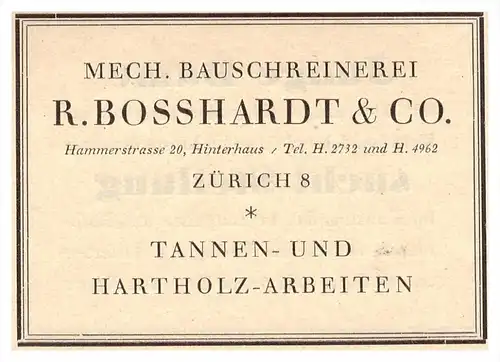 MECH. BAUSCHREINEREI
R. BOSSHARDT & CO.
Hammerstrasse 20, Hinterhaus / Tel. H. 2732 und H. 4962
ZÜRICH 8
*
TANNEN- UND
HARTHOLZ-ARBEITEN